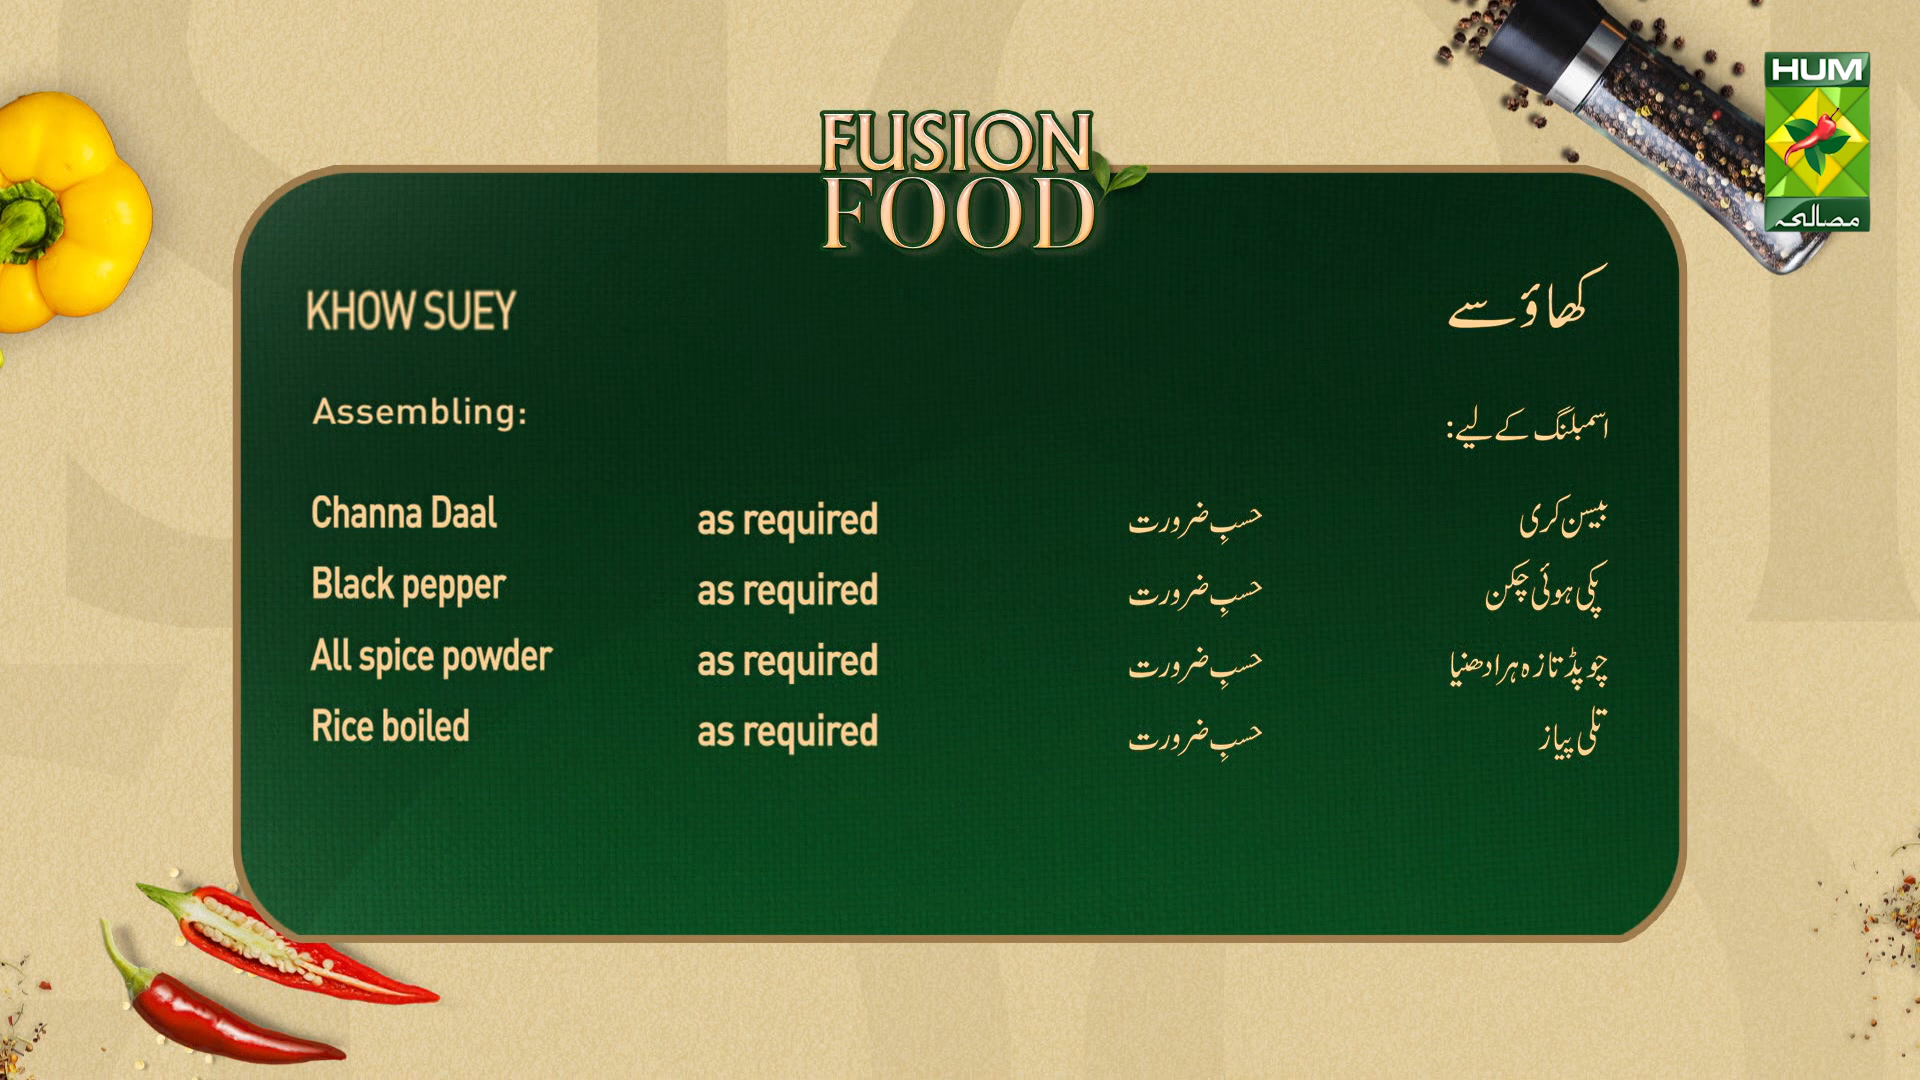 HUM
مصالحہ
FUSION
FOOD
KHOW SUEY کھاؤ سے
Assembling: اسمبلنگ کے لیے:
Channa Daal as required حسبِ ضرورت بیسن کری
Black pepper as required حسبِ ضرورت پکی ہوئی چکن
All spice powder as required حسبِ ضرورت چوپڈ تازہ ہرا دھنیا
Rice boiled as required حسبِ ضرورت تلی پیاز